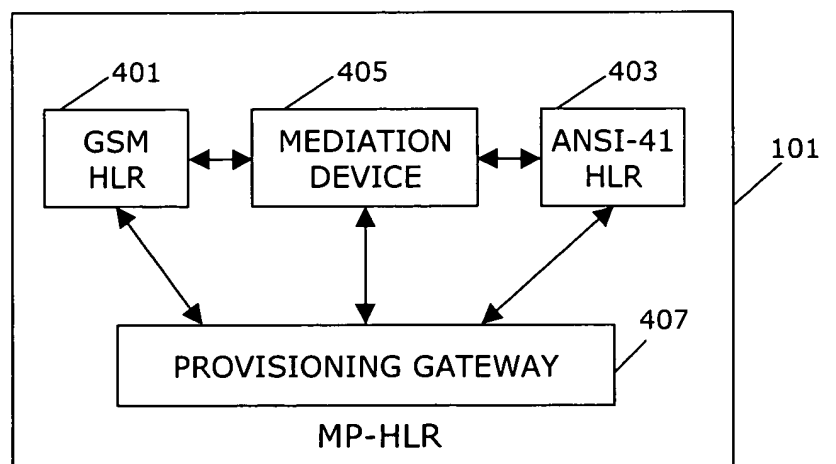 401
405
403
GSM
HLR
MEDIATION
DEVICE
ANSI-41
HLR
101
407
PROVISIONING GATEWAY
MP-HLR